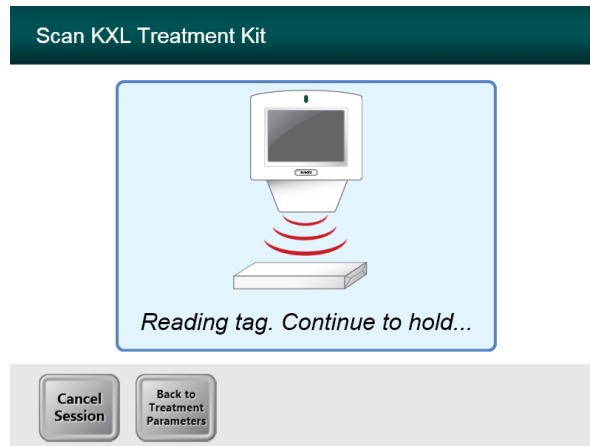 Scan KXL Treatment Kit
Reading tag. Continue to hold...
Cancel
Session
Back to
Treatment
Parameters